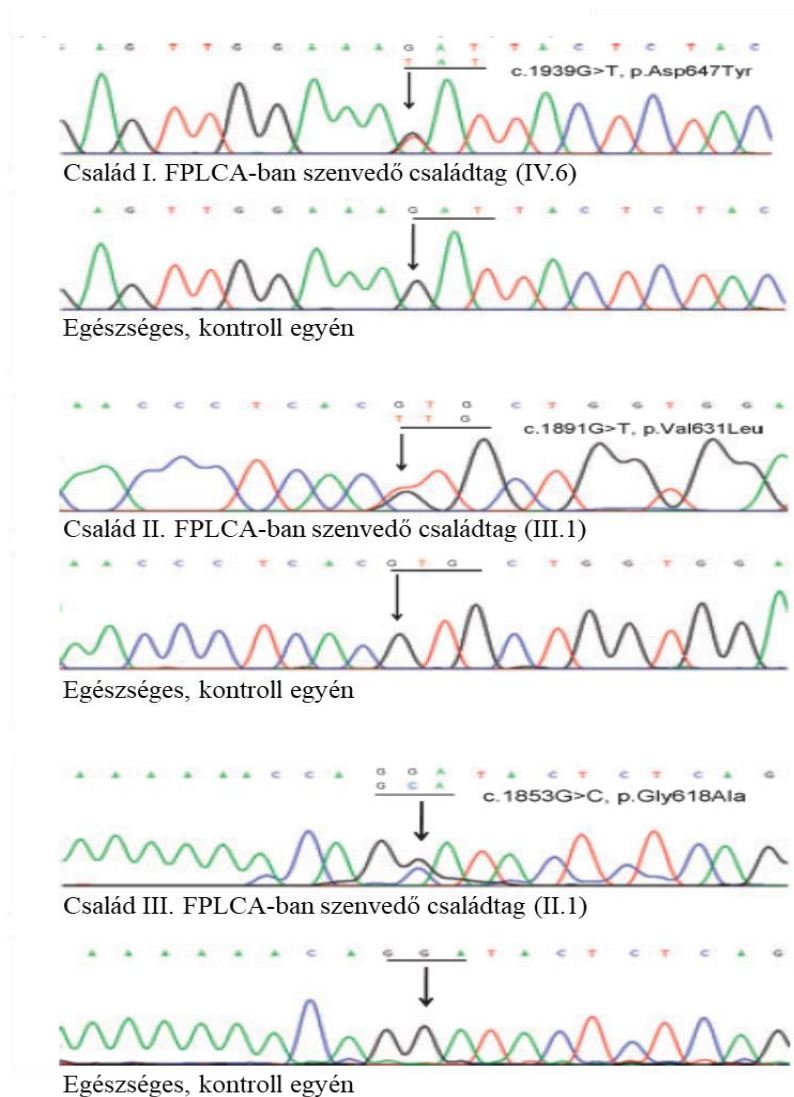 G A G T T G G A A A G A T T A C T C T A C
T A T
c.1939G>T, p.Asp647Tyr
Család I. FPLCA-ban szenvedő családtag (IV.6)
A G T T G G A A A G A T T A C T C T A C
Egészséges, kontroll egyén
A A C C C T C A C G T G C T G G T G G A
T T G
c.1891G>T, p.Val631Leu
Család II. FPLCA-ban szenvedő családtag (III.1)
A A C C C T C A C G T G C T G G T G G A
Egészséges, kontroll egyén
A A A A A C C A G G A T A C T C T C A G
G C A
c.1853G>C, p.Gly618Ala
Család III. FPLCA-ban szenvedő családtag (II.1)
A A A A A A C A G G A T A C T C T C A G
Egészséges, kontroll egyén